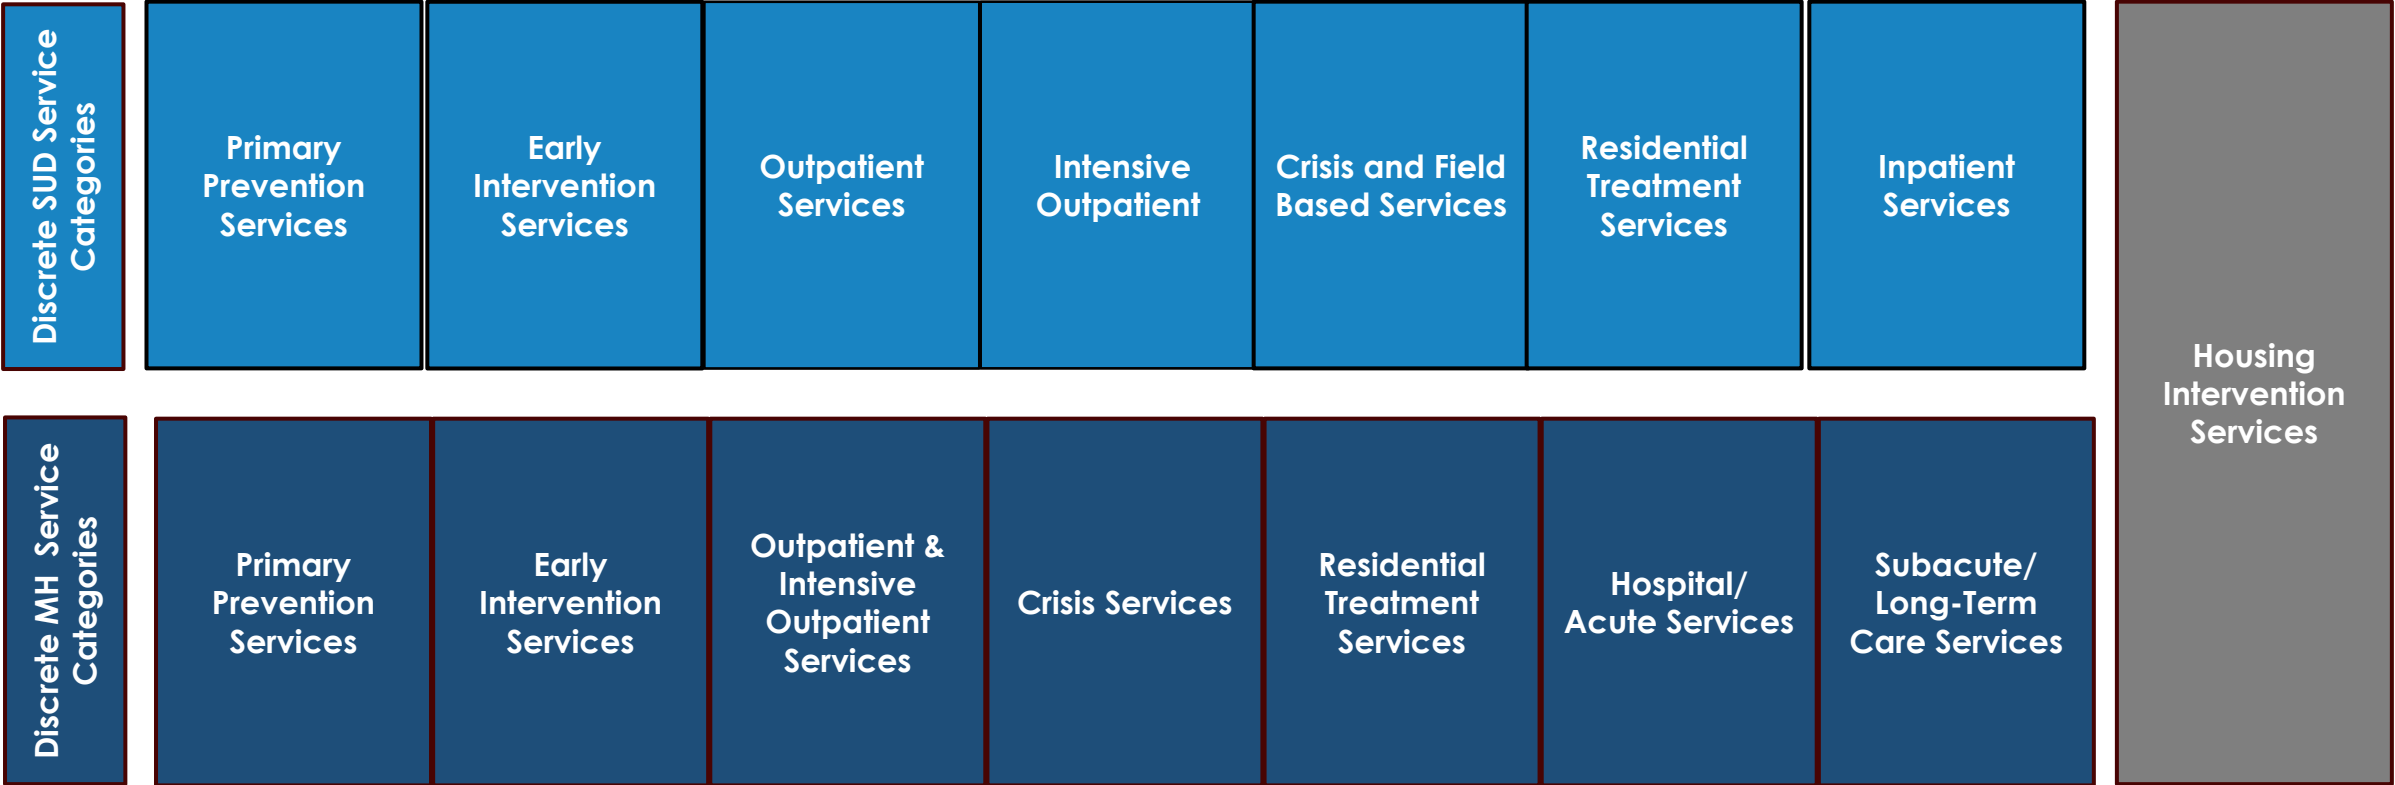 Discrete SUD Service
Categories
Primary
Prevention
Services
Early
Intervention
Services
Outpatient
Services
Intensive
Outpatient
Crisis and Field
Based Services
Residential
Treatment
Services
Inpatient
Services
Housing
Intervention
Services
Discrete MH  Service
Categories
Primary
Prevention
Services
Early
Intervention
Services
Outpatient &
Intensive
Outpatient
Services
Crisis Services
Residential
Treatment
Services
Hospital/
Acute Services
Subacute/
Long-Term
Care Services